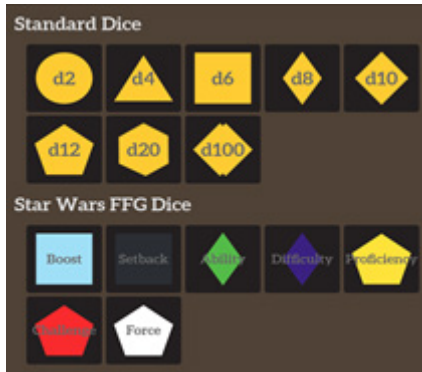 Standard Dice
d2 d4 d6 d8 d10
d12 d20 d100
Star Wars FFG Dice
Boost Setback Ability Difficulty Proficiency
Challenge Force